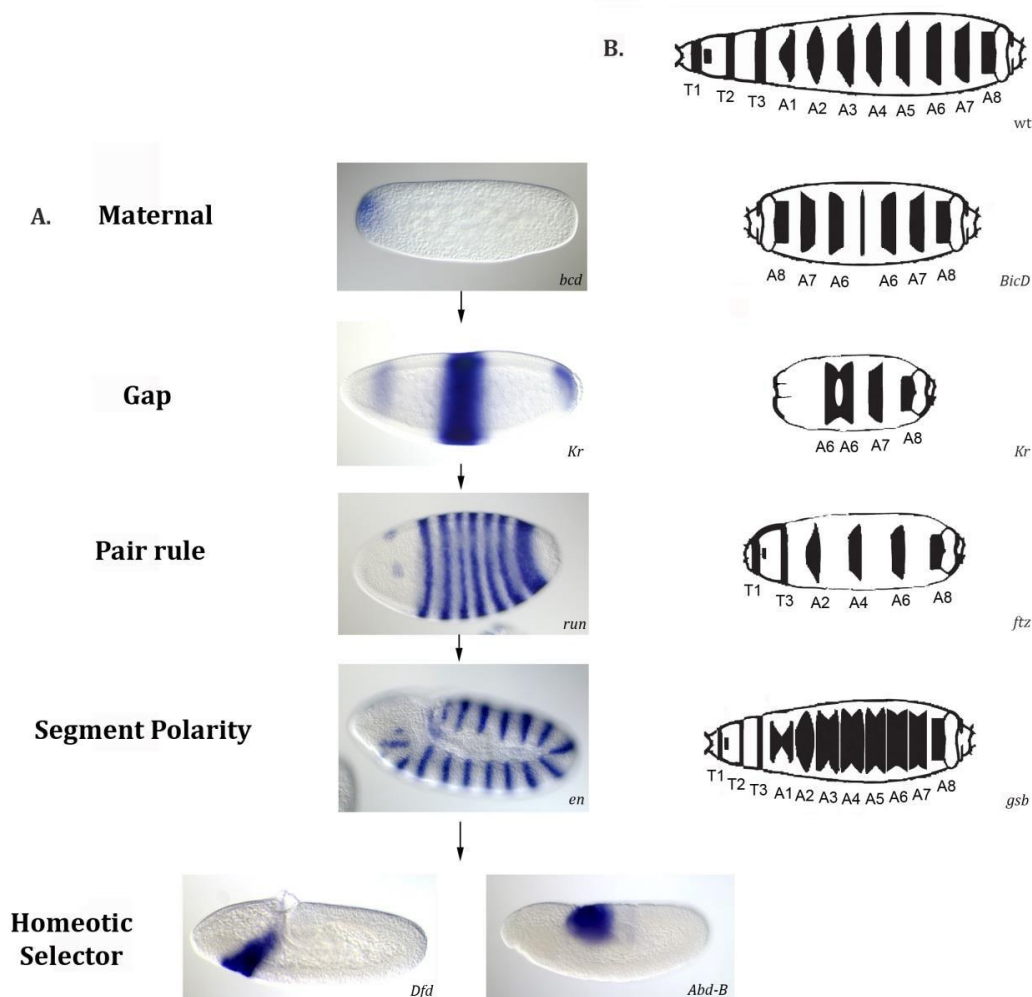 B.
T1 T2 T3 A1 A2 A3 A4 A5 A6 A7 A8
wt
A. Maternal
bcd
A8 A7 A6 A6 A7 A8
BicD
Gap
Kr
A6 A6 A7 A8
Kr
Pair rule
run
T1 T3 A2 A4 A6 A8
ftz
Segment Polarity
en
T1 T2 T3 A1 A2 A3 A4 A5 A6 A7 A8
gsb
Homeotic
Selector
Dfd
Abd-B